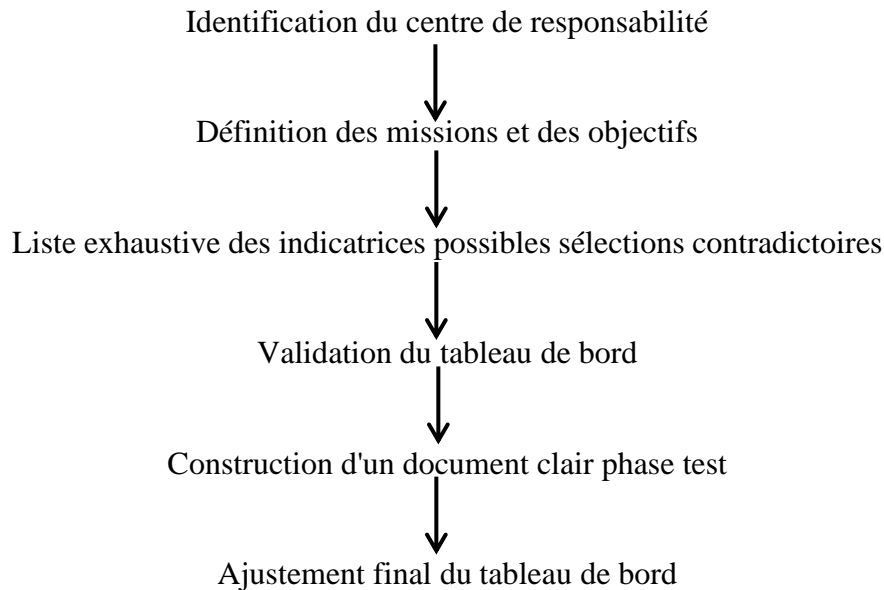 Identification du centre de responsabilité
Définition des missions et des objectifs
Liste exhaustive des indicatrices possibles sélections contradictoires
Validation du tableau de bord
Construction d'un document clair phase test
Ajustement final du tableau de bord